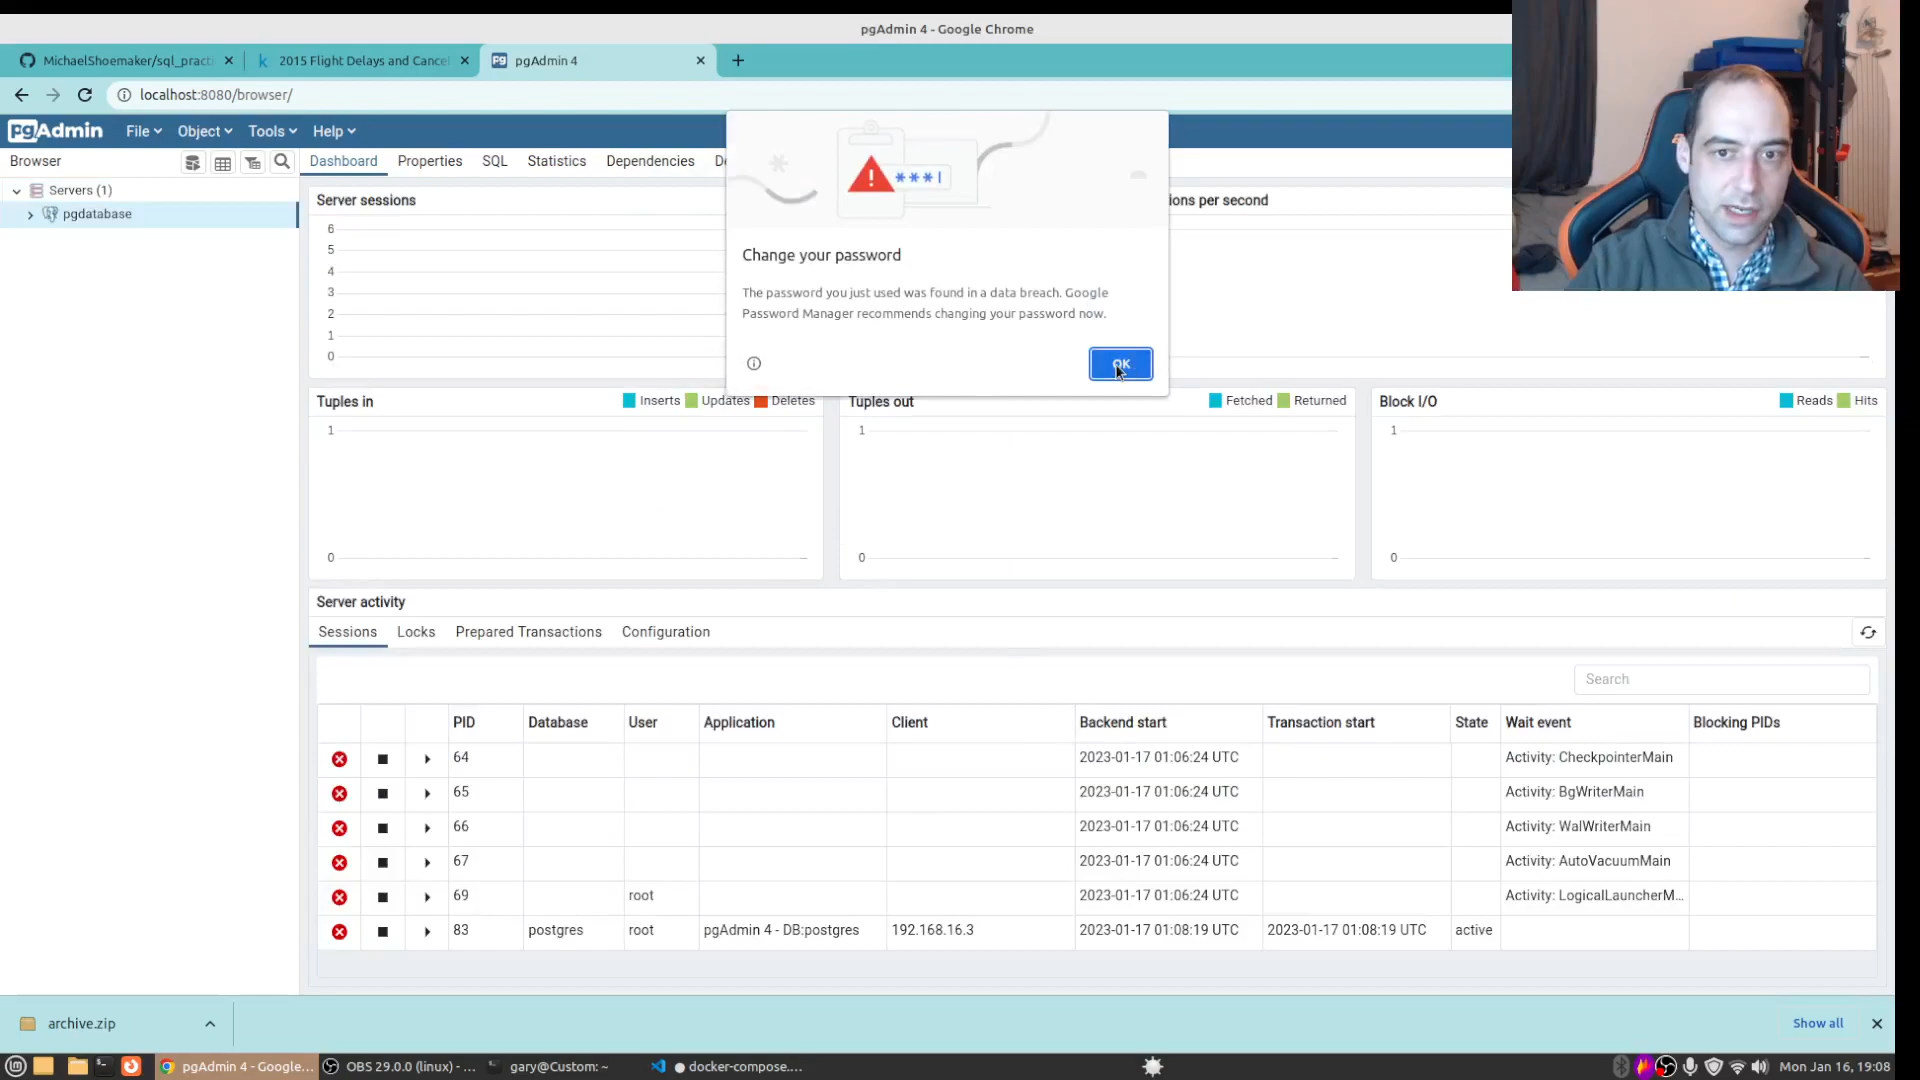 pgAdmin 4 - Google Chrome
MichaelShoemaker/sql_practi
2015 Flight Delays and Cancel
pgAdmin 4
localhost:8080/browser/
pgAdmin File Object Tools Help
Browser
Dashboard Properties SQL Statistics Dependencies De
Servers (1)
pgdatabase
Server sessions
ions per second
6
5
4
3
2
1
0
***
Change your password
The password you just used was found in a data breach. Google
Password Manager recommends changing your password now.
OK
Tuples in
Inserts Updates Deletes
1
0
Tuples out
Fetched Returned
1
0
Block I/O
Reads Hits
1
0
Server activity
Sessions Locks Prepared Transactions Configuration
Search
PID Database User Application Client Backend start Transaction start State Wait event Blocking PIDs
64 2023-01-17 01:06:24 UTC Activity: CheckpointerMain
65 2023-01-17 01:06:24 UTC Activity: BgWriterMain
66 2023-01-17 01:06:24 UTC Activity: WalWriterMain
67 2023-01-17 01:06:24 UTC Activity: AutoVacuumMain
69 root 2023-01-17 01:06:24 UTC Activity: LogicalLauncherM...
83 postgres root pgAdmin 4 - DB:postgres 192.168.16.3 2023-01-17 01:08:19 UTC 2023-01-17 01:08:19 UTC active
archive.zip
Show all
pgAdmin 4 - Google... OBS 29.0.0 (linux) - ... gary@Custom: ~ docker-compose.... Mon Jan 16, 19:08